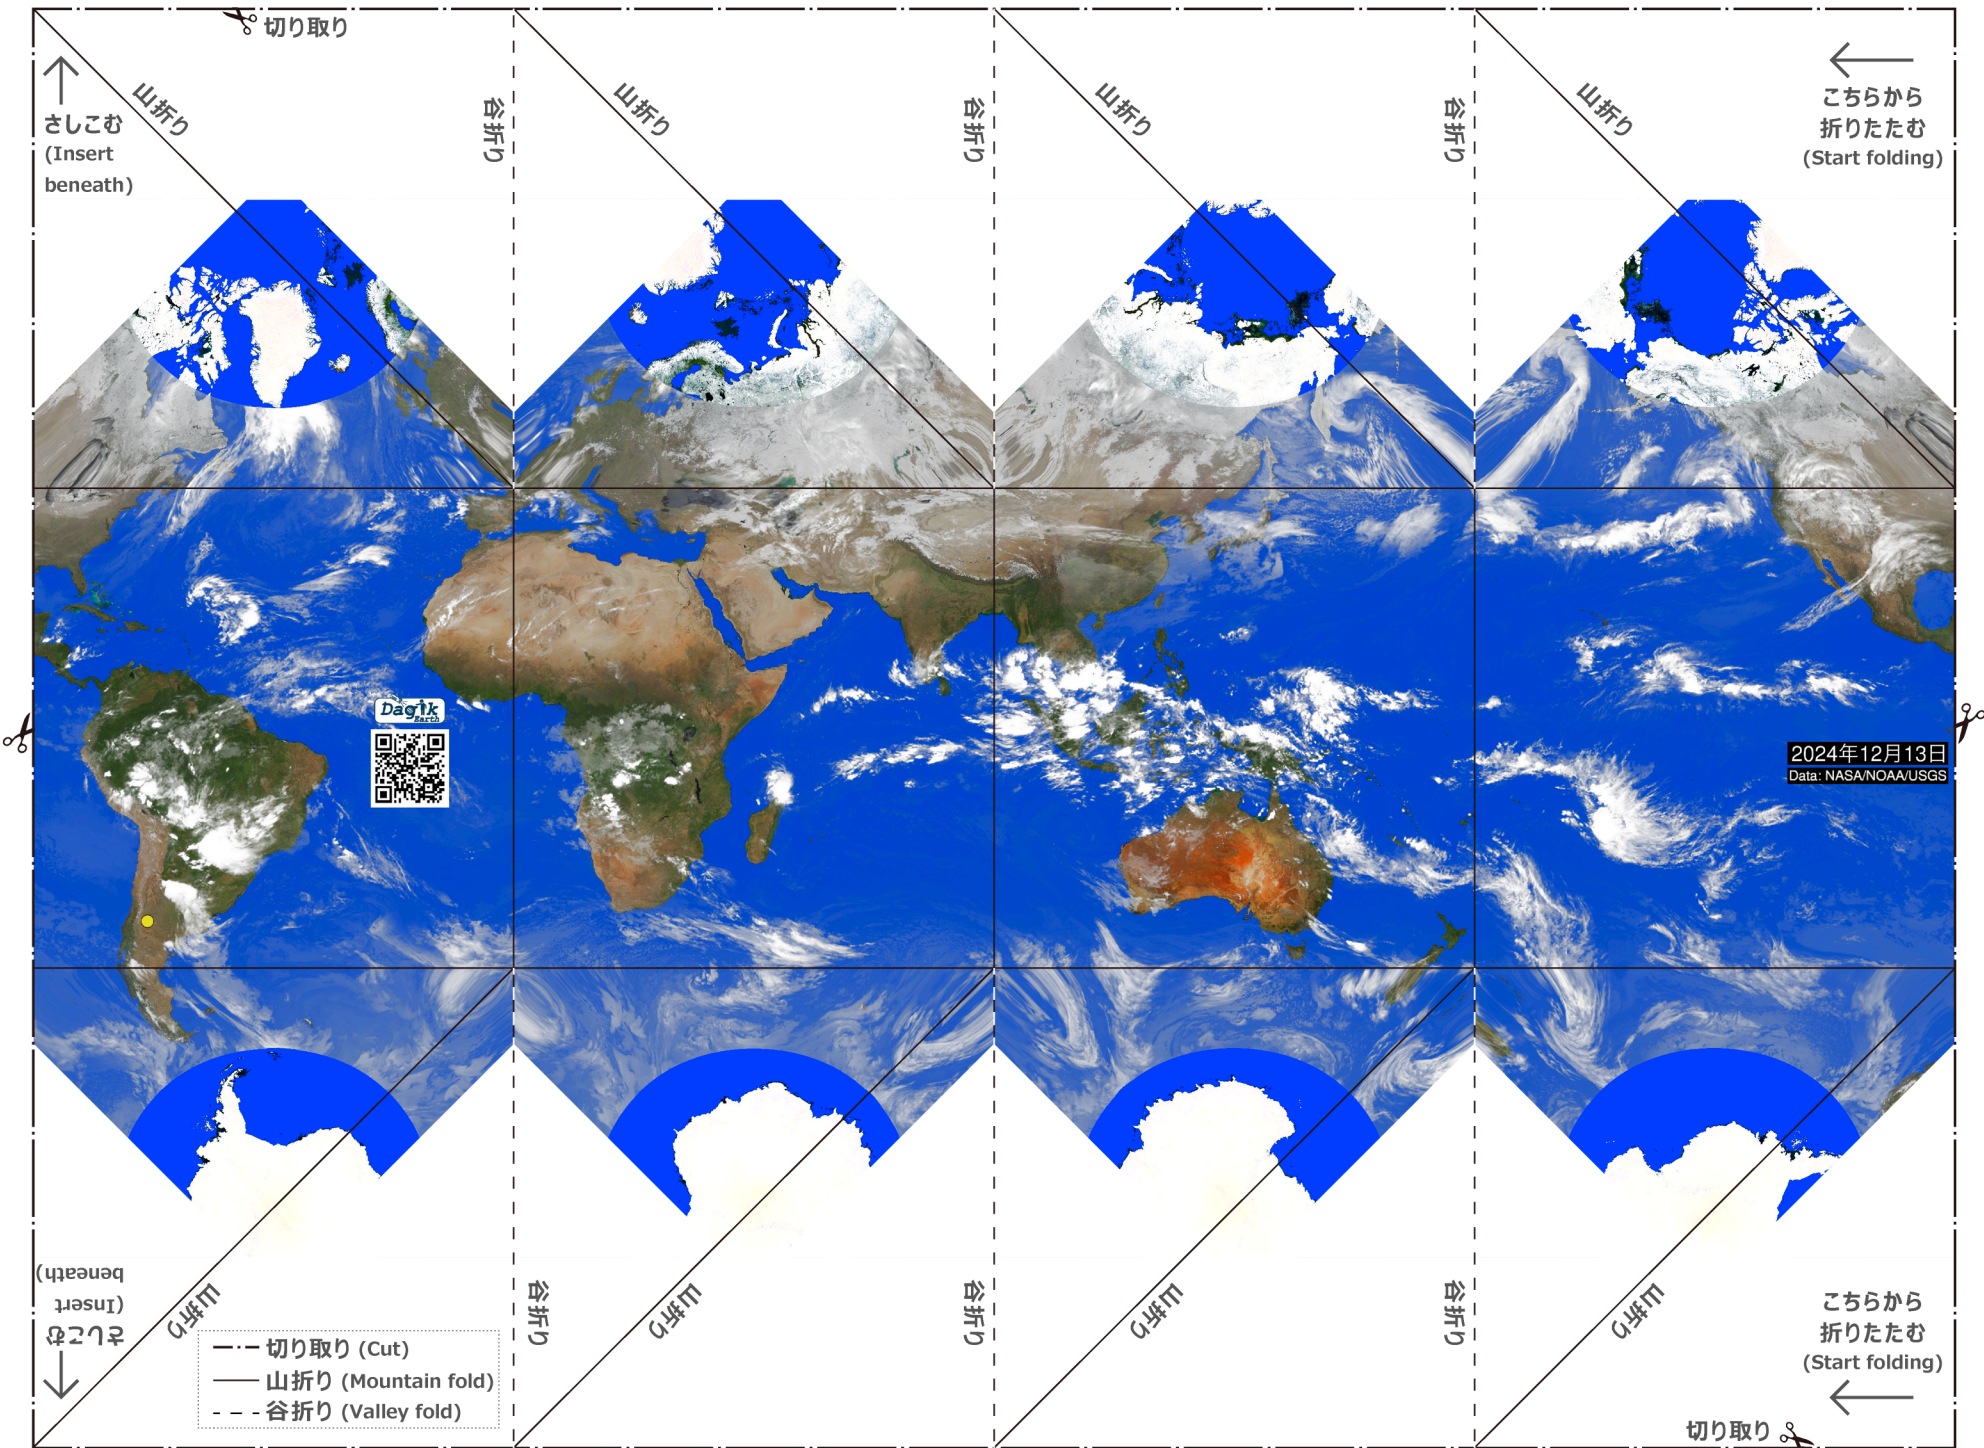 切り取り
山折り
谷折り
山折り
谷折り
山折り
谷折り
山折り
さしこむ
(Insert
beneath)
こちらから
折りたたむ
(Start folding)
Dagik
Earth
2024年12月13日
Data: NASA/NOAA/USGS
さしこむ
(Insert
beneath)
山折り
谷折り
山折り
谷折り
山折り
谷折り
山折り
こちらから
折りたたむ
(Start folding)
切り取り (Cut)
山折り (Mountain fold)
谷折り (Valley fold)
切り取り